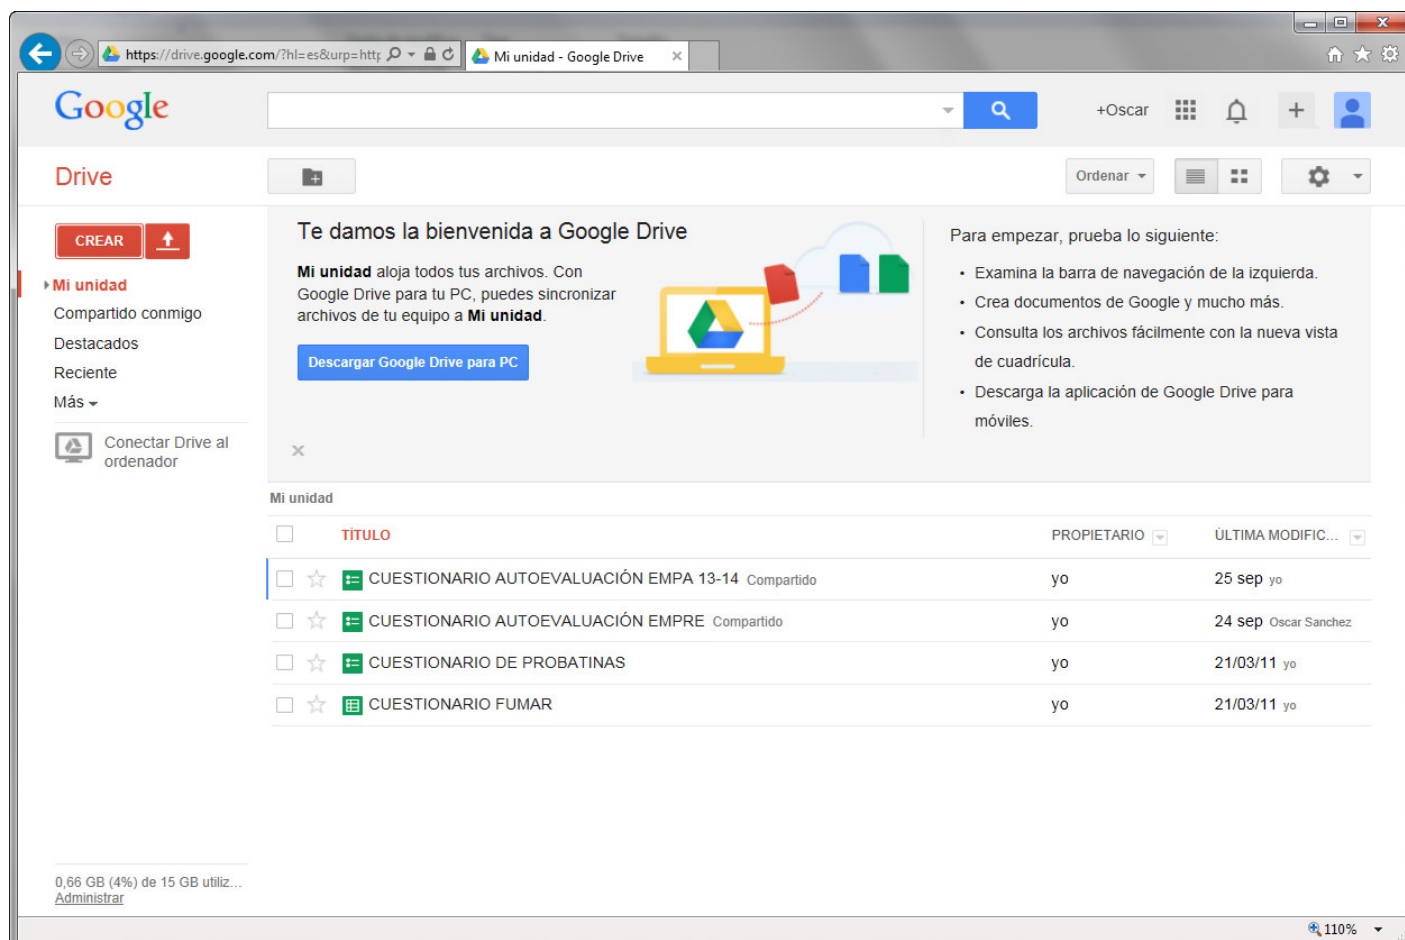 https://drive.google.com/?hl=es&urp=http
Mi unidad - Google Drive
Google
+Oscar
Drive
Ordenar
CREAR
Mi unidad
Compartido conmigo
Destacados
Reciente
Más
Conectar Drive al
ordenador
Te damos la bienvenida a Google Drive
Mi unidad aloja todos tus archivos. Con
Google Drive para tu PC, puedes sincronizar
archivos de tu equipo a Mi unidad.
Descargar Google Drive para PC
Para empezar, prueba lo siguiente:
• Examina la barra de navegación de la izquierda.
• Crea documentos de Google y mucho más.
• Consulta los archivos fácilmente con la nueva vista
de cuadrícula.
• Descarga la aplicación de Google Drive para
móviles.
Mi unidad
TÍTULO PROPIETARIO ÚLTIMA MODIFIC...
CUESTIONARIO AUTOEVALUACIÓN EMPA 13-14 Compartido yo 25 sep yo
CUESTIONARIO AUTOEVALUACIÓN EMPRE Compartido yo 24 sep Oscar Sanchez
CUESTIONARIO DE PROBATINAS yo 21/03/11 yo
CUESTIONARIO FUMAR yo 21/03/11 yo
0,66 GB (4%) de 15 GB utiliz...
Administrar
110%